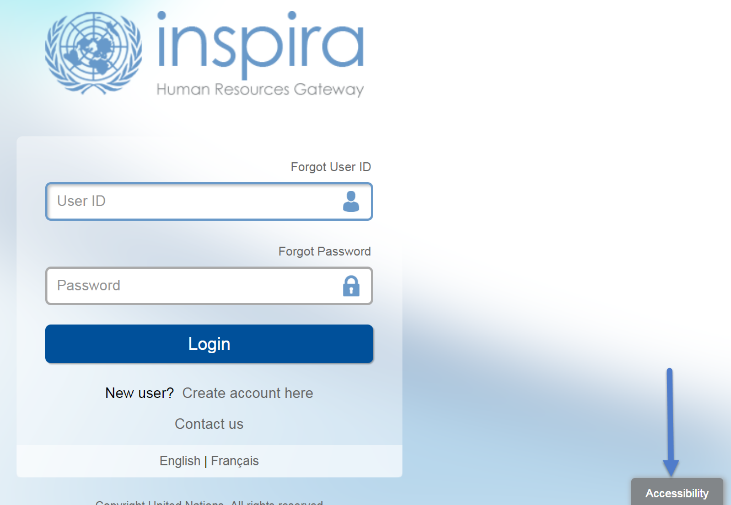 inspira
Human Resources Gateway
Forgot User ID
User ID
Forgot Password
Password
Login
New user? Create account here
Contact us
English | Français
Accessibility
Copyright United Nations. All rights reserved